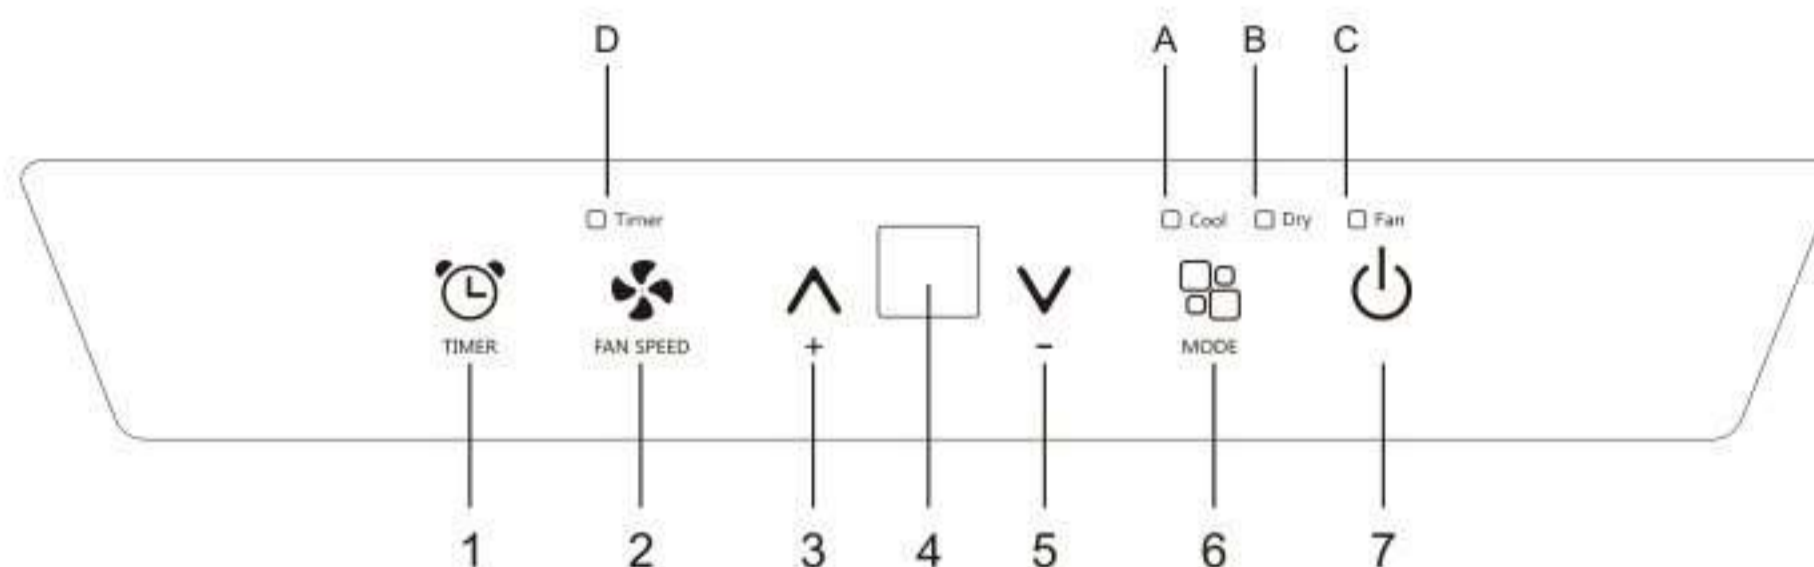 D A B C
Timer Cool Dry Fan
TIMER FAN SPEED + − MODE
1 2 3 4 5 6 7